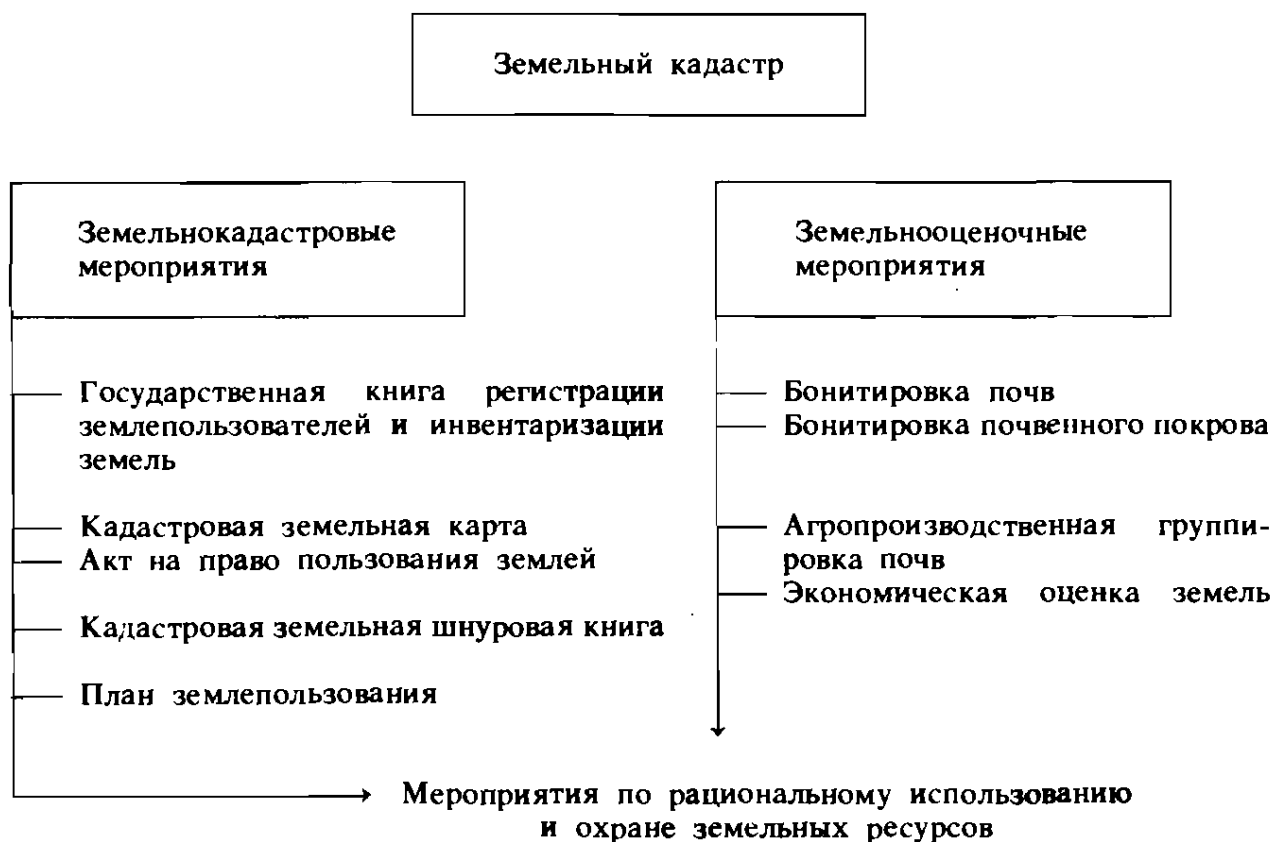 Земельный кадастр
Земельнокадастровые
мероприятия
Государственная книга регистрации
землепользователей и инвентаризации
земель
Кадастровая земельная карта
Акт на право пользования землей
Кадастровая земельная шнуровая книга
План землепользования
Земельнооценочные
мероприятия
Бонитировка почв
Бонитировка почвенного покрова
Агропроизводственная группи-
ровка почв
Экономическая оценка земель
Мероприятия по рациональному использованию
и охране земельных ресурсов